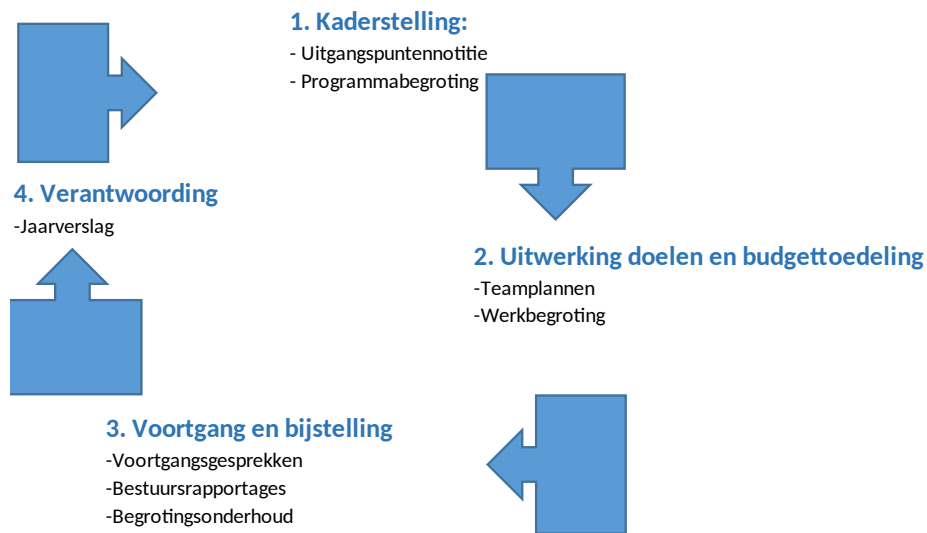 1. Kaderstelling:
- Uitgangspuntennotitie
- Programmabegroting
2. Uitwerking doelen en budgettoedeling
-Teamplannen
-Werkbegroting
3. Voortgang en bijstelling
-Voortgangsgesprekken
-Bestuursrapportages
-Begrotingsonderhoud
4. Verantwoording
-Jaarverslag